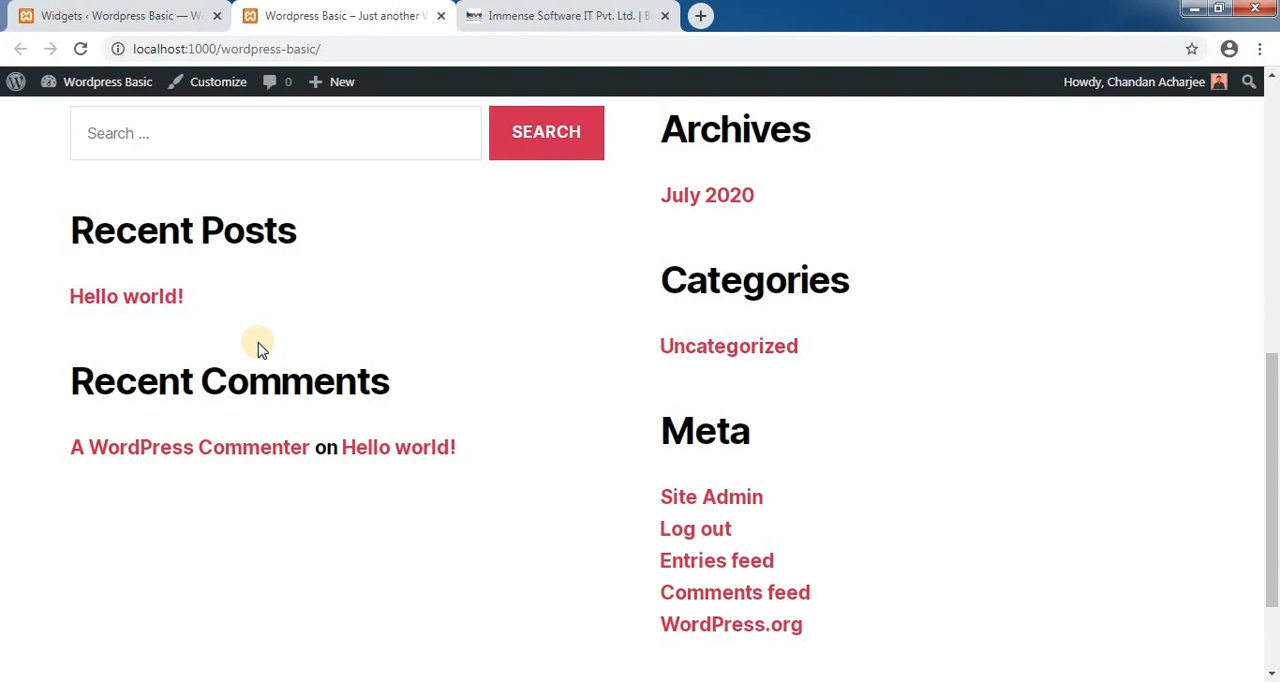 Widgets ‹ Wordpress Basic — W
Wordpress Basic – Just another W
Immense Software IT Pvt. Ltd. | B
localhost:1000/wordpress-basic/
Wordpress Basic
Customize
0
New
Howdy, Chandan Acharjee
Search ...
SEARCH
Recent Posts
Hello world!
Recent Comments
A WordPress Commenter on Hello world!
Archives
July 2020
Categories
Uncategorized
Meta
Site Admin
Log out
Entries feed
Comments feed
WordPress.org